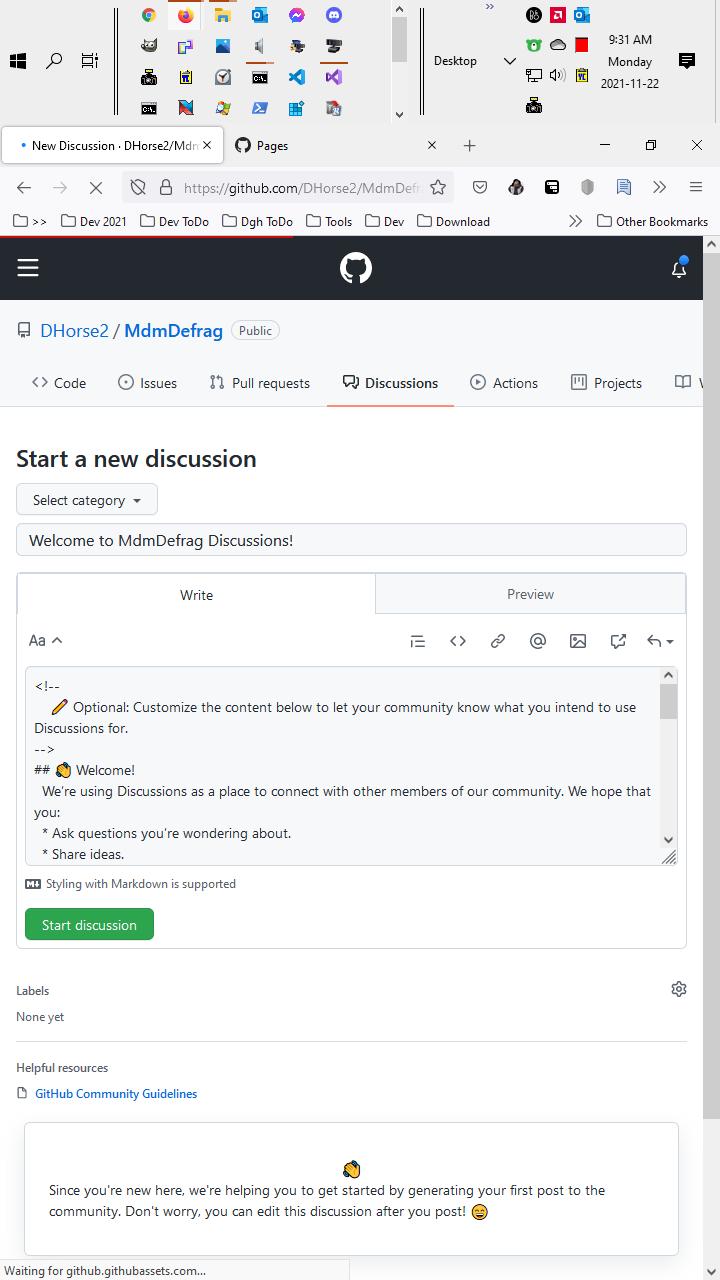 9:31 AM
Desktop
Monday
2021-11-22
New Discussion · DHorse2/Mdm
Pages
https://github.com/DHorse2/MdmDefr
>>
Dev 2021
Dev ToDo
Dgh ToDo
Tools
Dev
Download
Other Bookmarks
DHorse2 / MdmDefrag
Public
Code
Issues
Pull requests
Discussions
Actions
Projects
Start a new discussion
Select category
Welcome to MdmDefrag Discussions!
Write
Preview
Aa
<!--
✏️ Optional: Customize the content below to let your community know what you intend to use
Discussions for.
-->
## 👋 Welcome!
We're using Discussions as a place to connect with other members of our community. We hope that
you:
* Ask questions you're wondering about.
* Share ideas.
Styling with Markdown is supported
Start discussion
Labels
None yet
Helpful resources
GitHub Community Guidelines
👋
Since you're new here, we're helping you to get started by generating your first post to the
community. Don't worry, you can edit this discussion after you post! 😄
Waiting for github.githubassets.com...